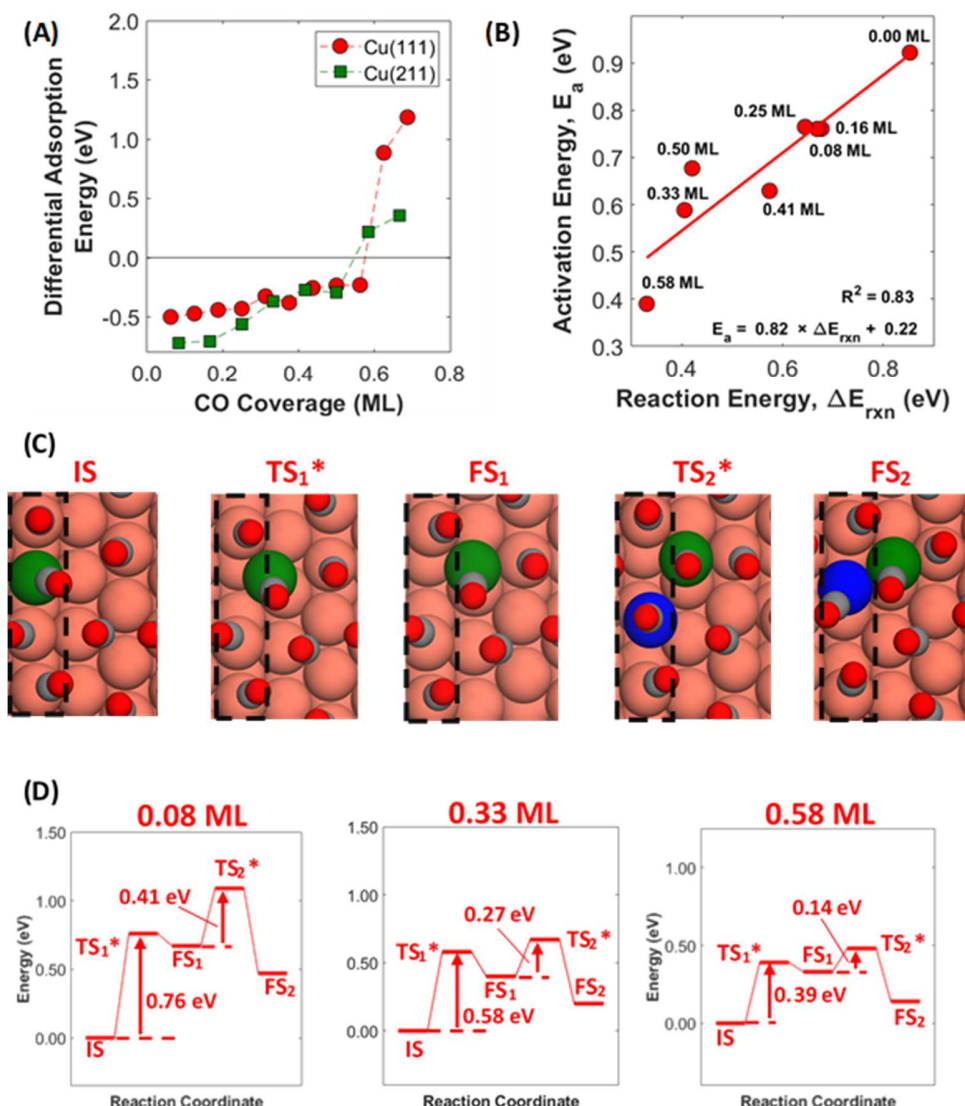 (A)
Differential Adsorption
Energy (eV)
2.0
1.5
1.0
0.5
0.0
-0.5
0.0 0.2 0.4 0.6 0.8
CO Coverage (ML)
Cu(111)
Cu(211)
(B)
Activation Energy, Ea (eV)
0.9
0.8
0.7
0.6
0.5
0.4
0.3
0.4 0.6 0.8
Reaction Energy, ΔErxn (eV)
0.00 ML
0.25 ML
0.16 ML
0.08 ML
0.50 ML
0.33 ML
0.41 ML
0.58 ML
R2 = 0.83
Ea = 0.82 × ΔErxn + 0.22
(C)
IS TS1* FS1 TS2* FS2
(D)
0.08 ML
Energy (eV)
1.50
1.00
0.50
0.00
TS2*
0.41 eV
TS1*
FS1
FS2
0.76 eV
IS
Reaction Coordinate
0.33 ML
Energy (eV)
1.50
1.00
0.50
0.00
0.27 eV
TS1*
TS2*
FS1
FS2
0.58 eV
IS
Reaction Coordinate
0.58 ML
Energy (eV)
1.00
0.50
0.00
0.14 eV
TS1*
FS1
TS2*
0.39 eV
FS2
IS
Reaction Coordinate